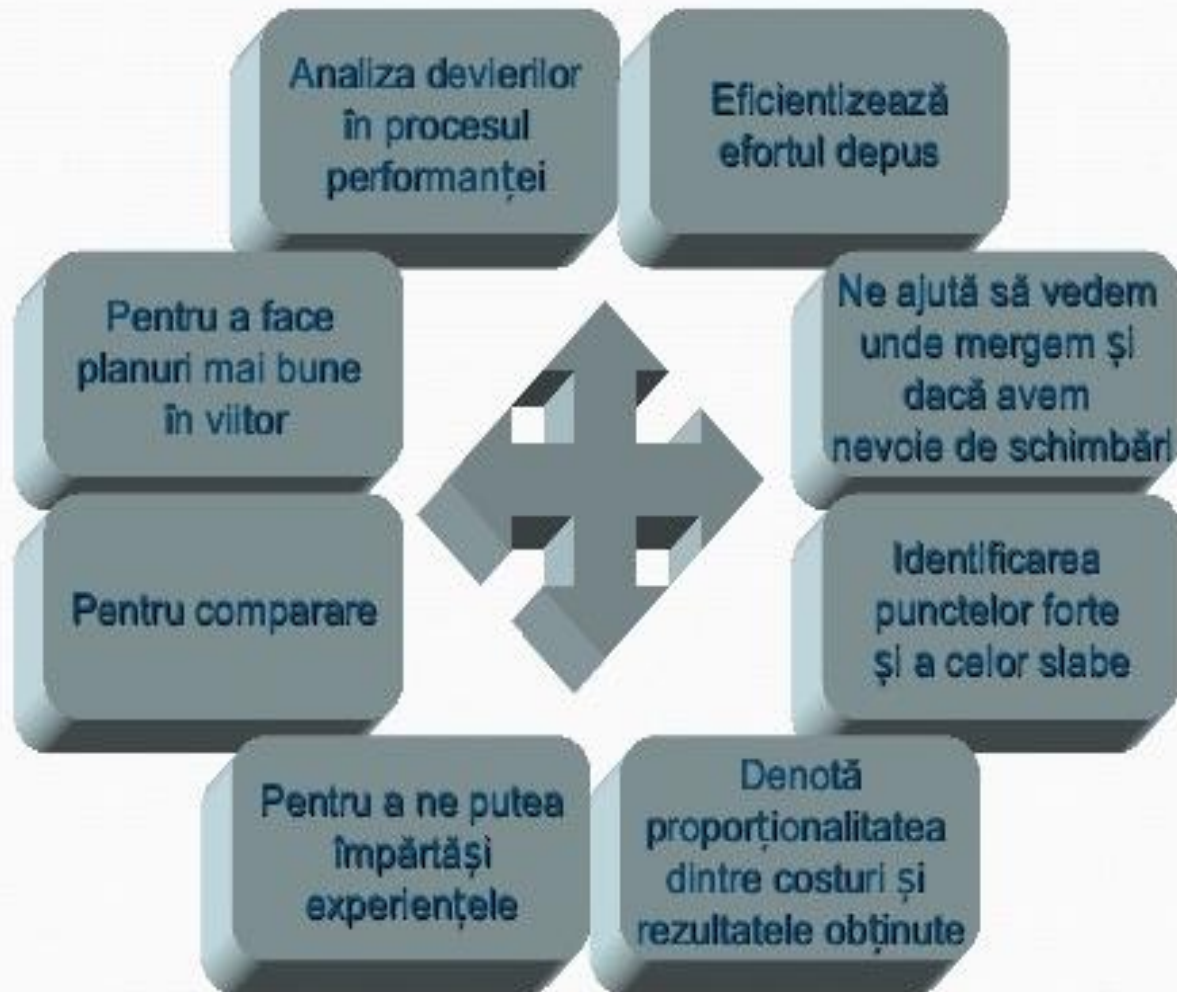 Analiza devierilor
în procesul
performanței
Eficientizează
efortul depus
Ne ajută să vedem
unde mergem și
dacă avem
nevoie de schimbări
Identificarea
punctelor forte
și a celor slabe
Denotă
proporționalitatea
dintre costuri și
rezultatele obținute
Pentru a ne putea
împărtăși
experiențele
Pentru comparare
Pentru a face
planuri mai bune
în viitor